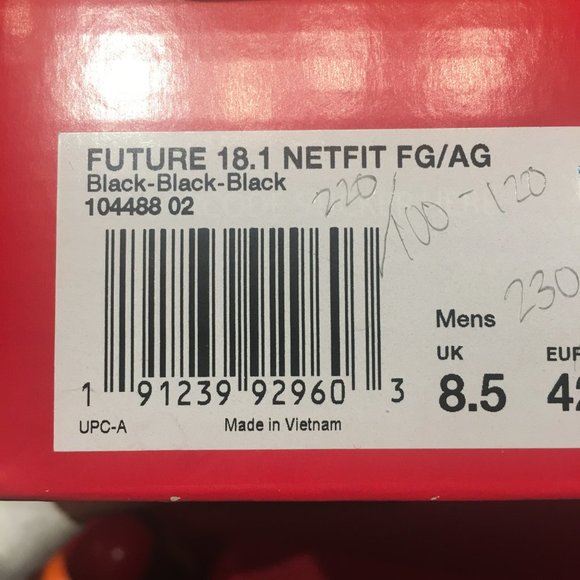 FUTURE 18.1 NETFIT FG/AG
Black-Black-Black
104488 02
220/
100-120
230
Mens
UK
EUR
8.5
42
1 91239 92960 3
UPC-A
Made in Vietnam